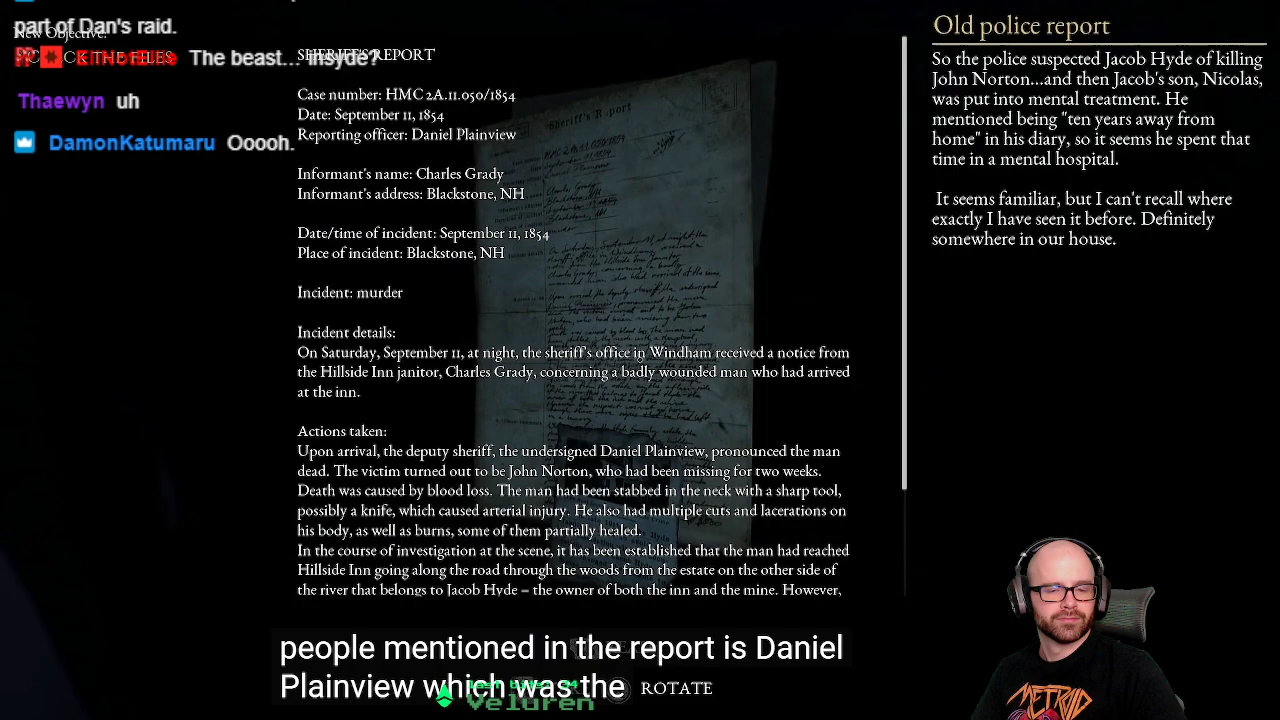 part of Dan's raid.
New Objective:
The beast... Insyde?
SHERIFF'S REPORT
Thaewyn uh
DamonKatumaru Ooooh.
Case number: HMC 2A.11.050/1854
Date: September 11, 1854
Reporting officer: Daniel Plainview
Informant's name: Charles Grady
Informant's address: Blackstone, NH
Date/time of incident: September 11, 1854
Place of incident: Blackstone, NH
Incident: murder
Incident details:
On Saturday, September 11, at night, the sheriff's office in Windham received a notice from
the Hillside Inn janitor, Charles Grady, concerning a badly wounded man who had arrived
at the inn.
Actions taken:
Upon arrival, the deputy sheriff, the undersigned Daniel Plainview, pronounced the man
dead. The victim turned out to be John Norton, who had been missing for two weeks.
Death was caused by blood loss. The man had been stabbed in the neck with a sharp tool,
possibly a knife, which caused arterial injury. He also had multiple cuts and lacerations on
his body, as well as burns, some of them partially healed.
In the course of investigation at the scene, it has been established that the man had reached
Hillside Inn going along the road through the woods from the estate on the other side of
the river that belongs to Jacob Hyde – the owner of both the inn and the mine. However,
Old police report
So the police suspected Jacob Hyde of killing
John Norton...and then Jacob's son, Nicolas,
was put into mental treatment. He
mentioned being "ten years away from
home" in his diary, so it seems he spent that
time in a mental hospital.
It seems familiar, but I can't recall where
exactly I have seen it before. Definitely
somewhere in our house.
people mentioned in the report is Daniel
Plainview which was the
Veluren
ROTATE
METROID